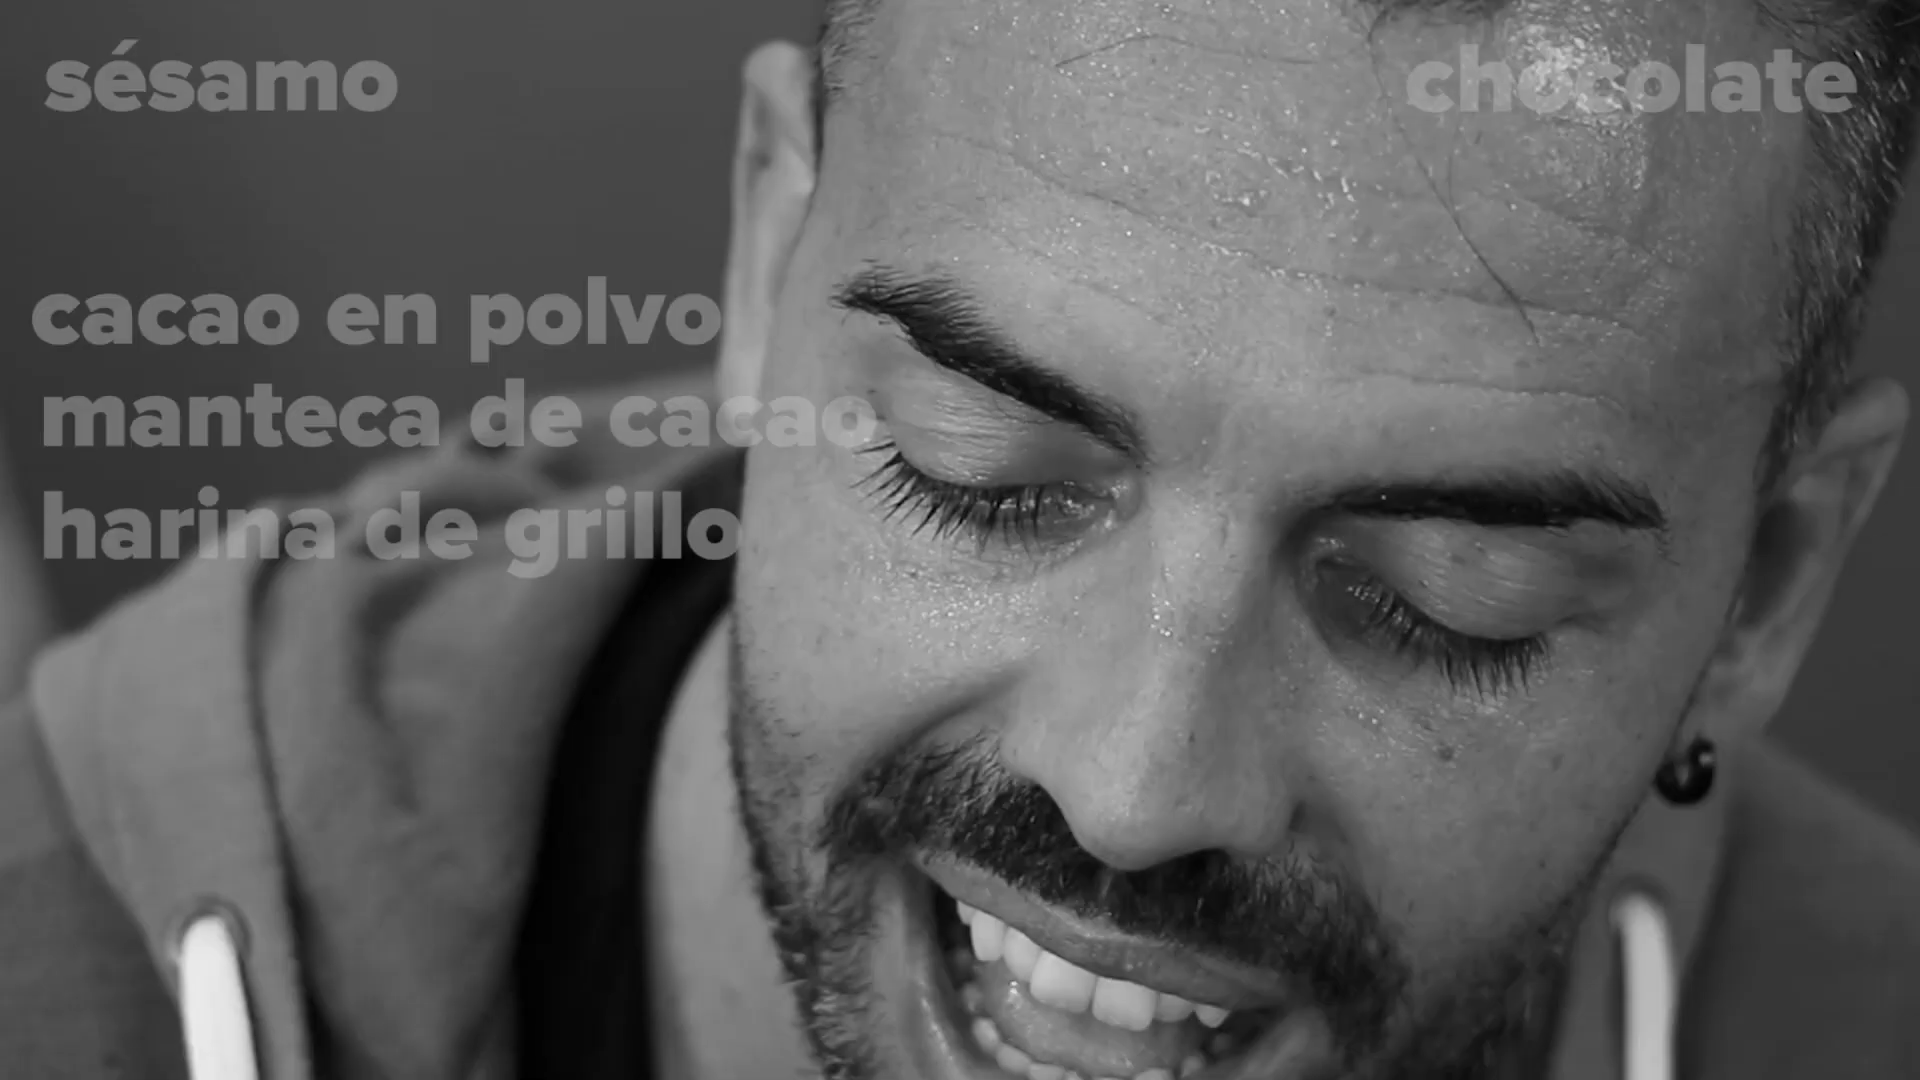 sésamo
chocolate
cacao en polvo
manteca de cacao
harina de grillo